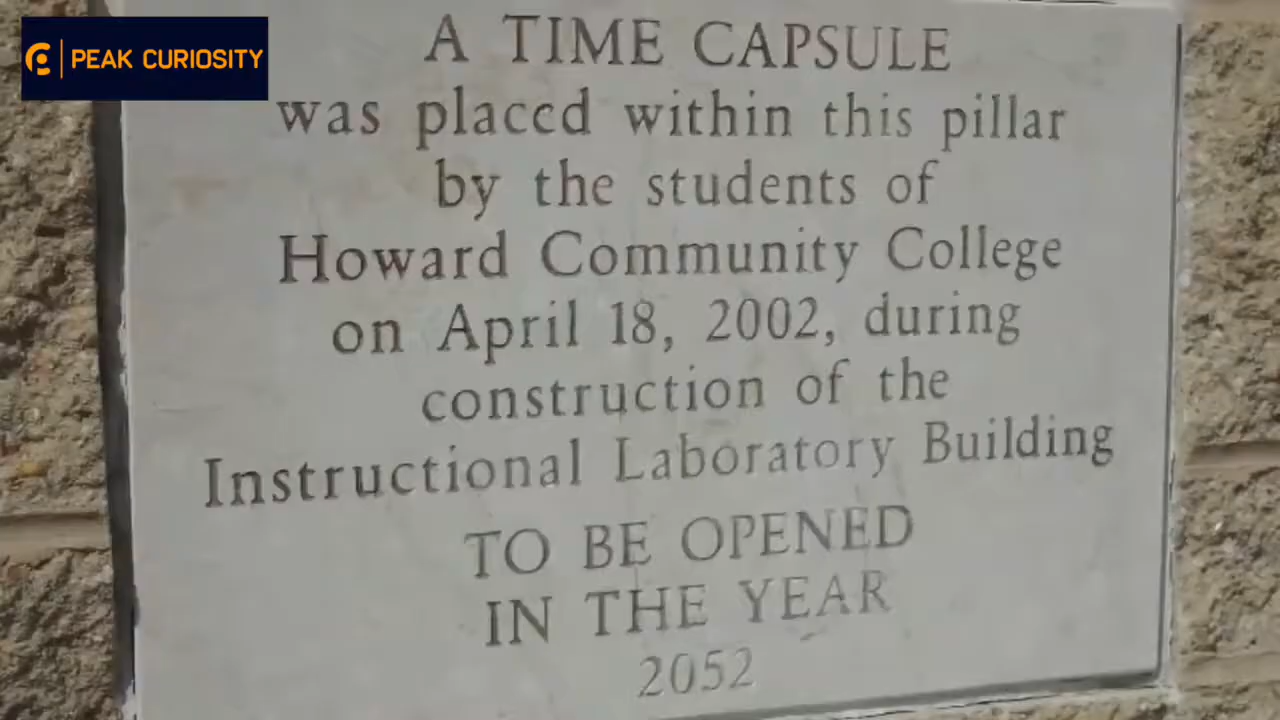 PEAK CURIOSITY
A TIME CAPSULE
was placed within this pillar
by the students of
Howard Community College
on April 18, 2002, during
construction of the
Instructional Laboratory Building
TO BE OPENED
IN THE YEAR
2052